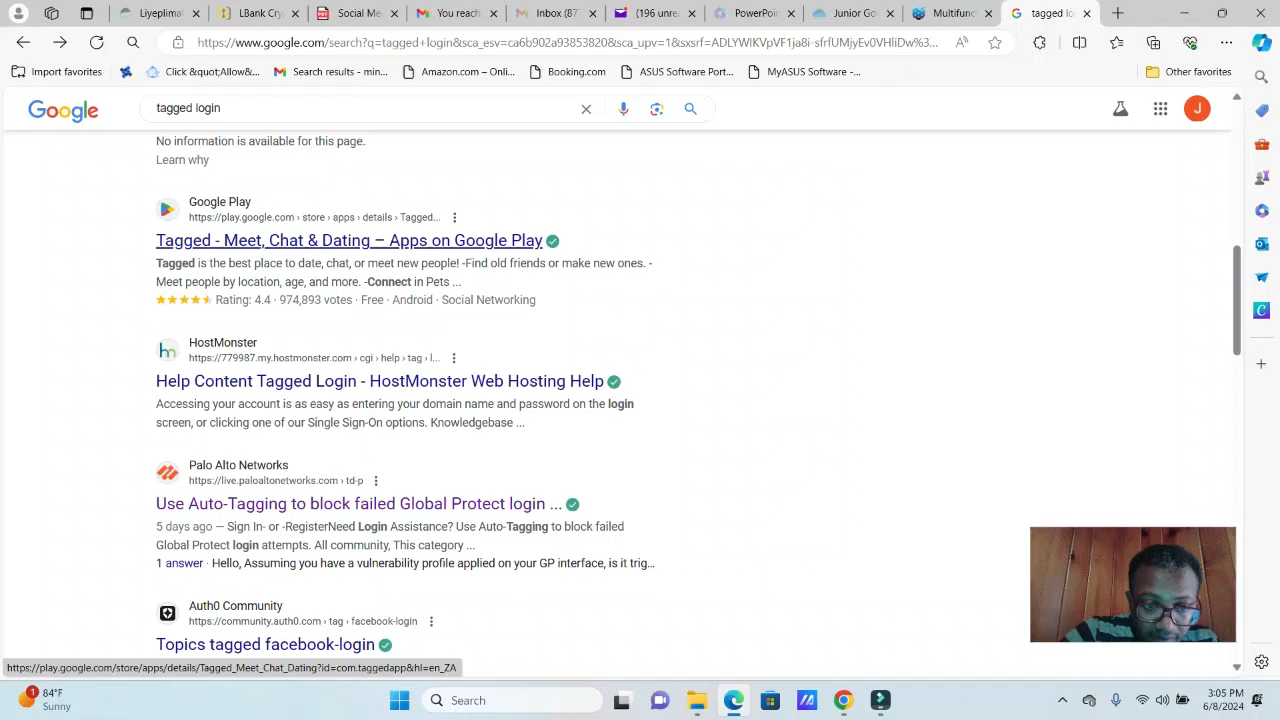 Liyeplimal
LBank Cry
Some Me
You have
Inbox (87
(196 unre
PowerPoi
Junior Go
Multifunc
tagged lo
https://www.google.com/search?q=tagged+login&sca_esv=ca6b902a93853820&sca_upv=1&sxsrf=ADLYWIKVpVF1ja8i-sfrfUMjyEv0VHliDw%3...
Import favorites
Click &quot;Allow&...
Search results - min...
Amazon.com – Onli...
Booking.com
ASUS Software Port...
MyASUS Software -...
Other favorites
Google
tagged login
J
No information is available for this page.
Learn why
Google Play
https://play.google.com › store › apps › details › Tagged...
Tagged - Meet, Chat & Dating – Apps on Google Play
Tagged is the best place to date, chat, or meet new people! -Find old friends or make new ones. -
Meet people by location, age, and more. -Connect in Pets ...
Rating: 4.4 · 974,893 votes · Free · Android · Social Networking
HostMonster
https://779987.my.hostmonster.com › cgi › help › tag › l...
Help Content Tagged Login - HostMonster Web Hosting Help
Accessing your account is as easy as entering your domain name and password on the login
screen, or clicking one of our Single Sign-On options. Knowledgebase ...
Palo Alto Networks
https://live.paloaltonetworks.com › td-p
Use Auto-Tagging to block failed Global Protect login ...
5 days ago — Sign In- or -RegisterNeed Login Assistance? Use Auto-Tagging to block failed
Global Protect login attempts. All community, This category ...
1 answer · Hello, Assuming you have a vulnerability profile applied on your GP interface, is it trig...
Auth0 Community
https://community.auth0.com › tag › facebook-login
Topics tagged facebook-login
https://play.google.com/store/apps/details/Tagged_Meet_Chat_Dating?id=com.taggedapp&hl=en_ZA
1
84°F
Sunny
Search
3:05 PM
6/8/2024